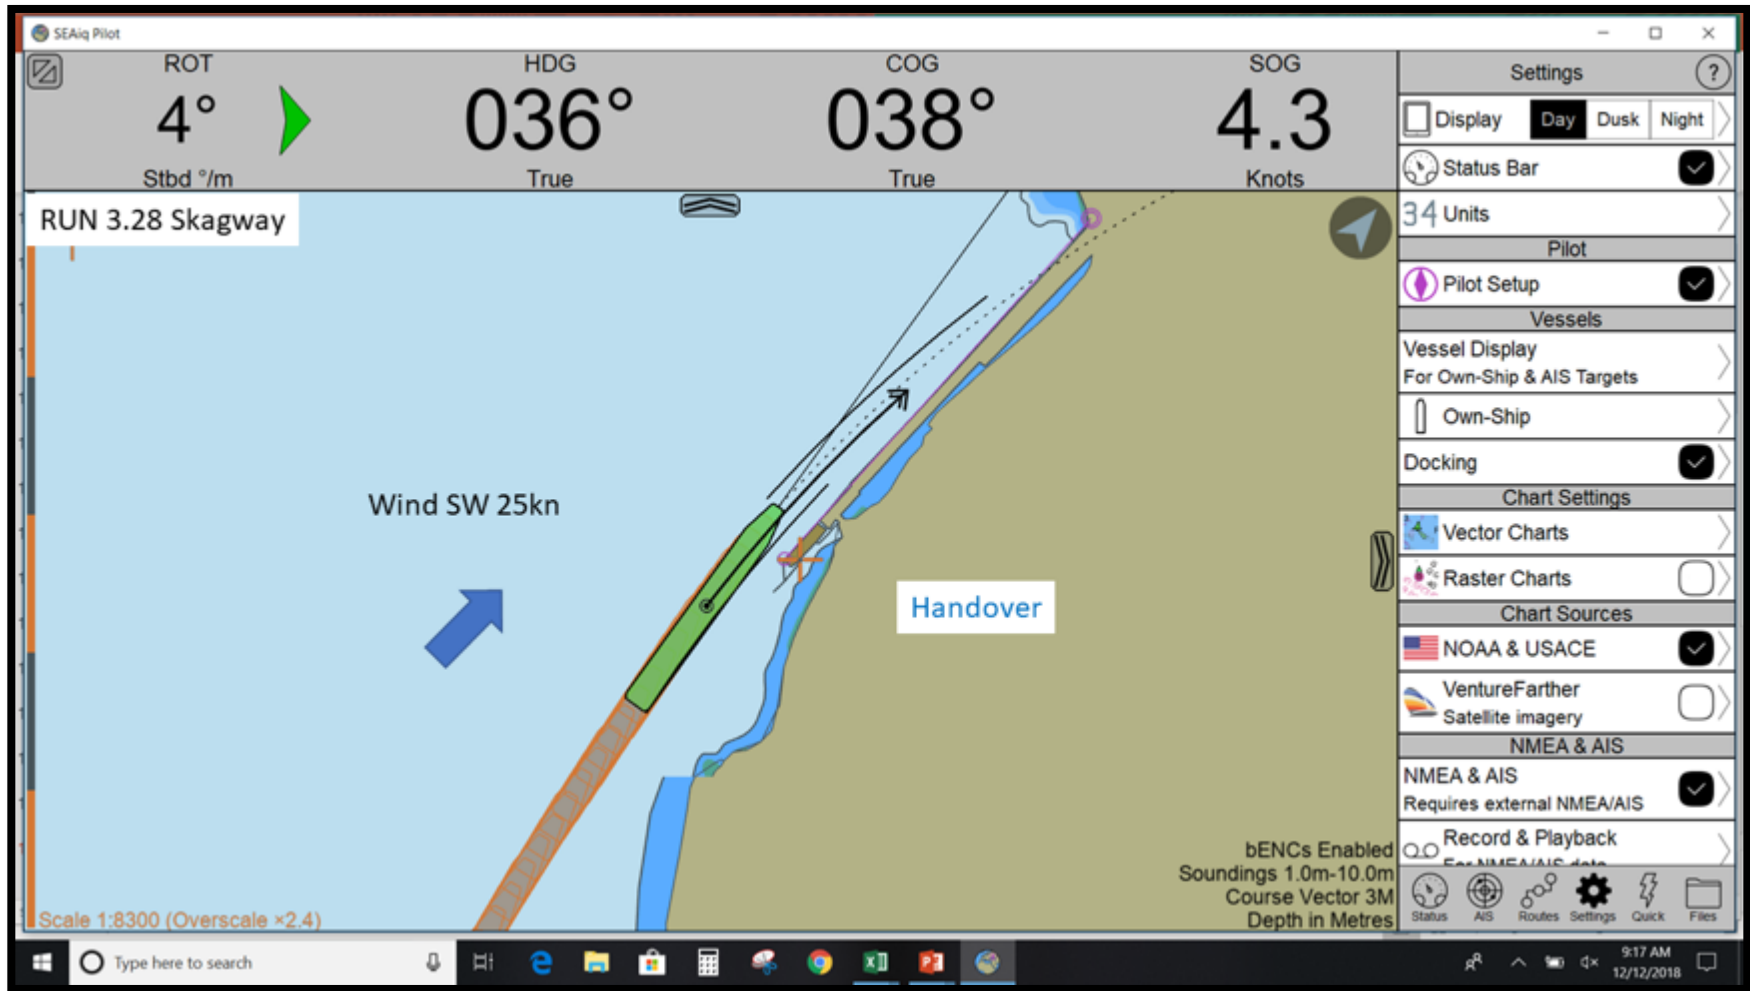 SEAiq Pilot
ROT
4°
Stbd °/m
HDG
036°
True
COG
038°
True
SOG
4.3
Knots
RUN 3.28 Skagway
Wind SW 25kn
Handover
bENCs Enabled
Soundings 1.0m-10.0m
Course Vector 3M
Depth in Metres
Scale 1:8300 (Overscale ×2.4)
Settings
?
Display Day Dusk Night
Status Bar
34 Units
Pilot
Pilot Setup
Vessels
Vessel Display
For Own-Ship & AIS Targets
Own-Ship
Docking
Chart Settings
Vector Charts
Raster Charts
Chart Sources
NOAA & USACE
VentureFarther
Satellite imagery
NMEA & AIS
NMEA & AIS
Requires external NMEA/AIS
Record & Playback
For NMEA/AIS data
Status AIS Routes Settings Quick Files
Type here to search
9:17 AM
12/12/2018